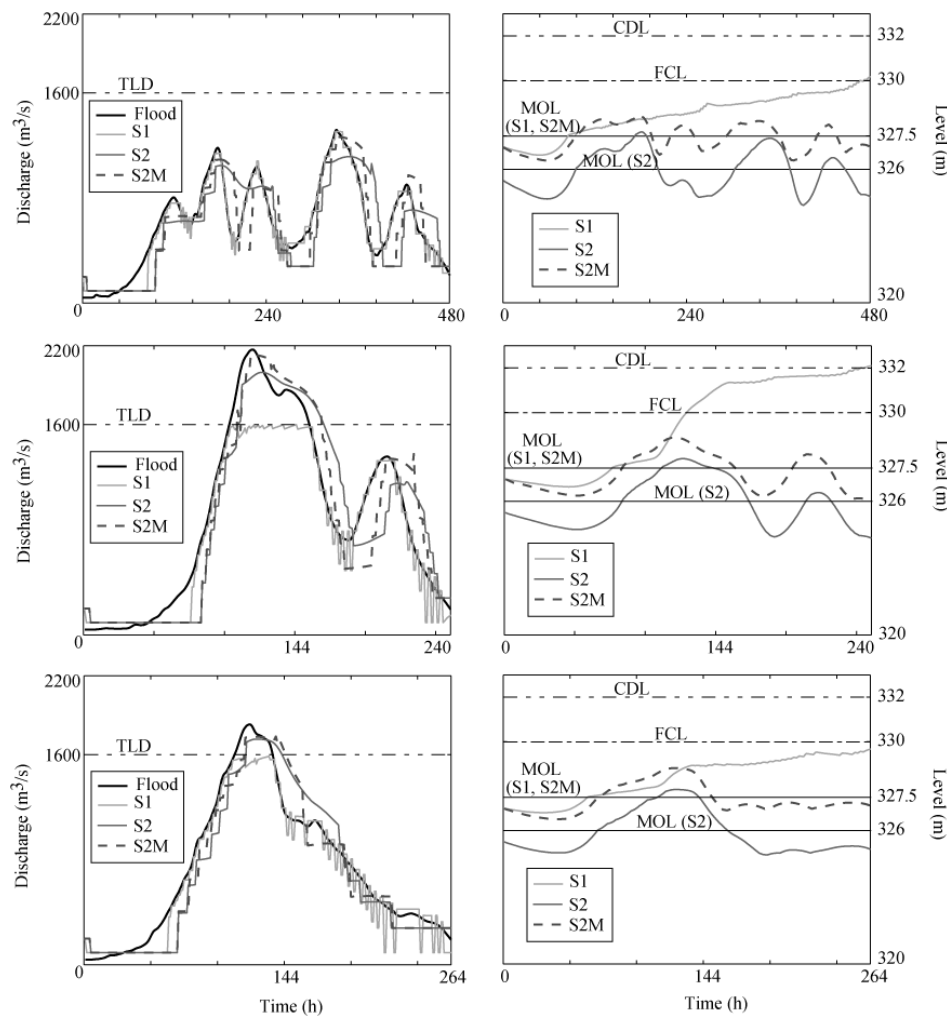 2200
1600
TLD
Flood
S1
S2
S2M
Discharge (m³/s)
0
240
480
CDL
332
FCL
330
MOL
(S1, S2M)
327.5
MOL (S2)
326
S1
S2
S2M
Level (m)
320
0
240
480
2200
1600
TLD
Flood
S1
S2
S2M
Discharge (m³/s)
0
144
240
CDL
332
FCL
330
MOL
(S1, S2M)
327.5
MOL (S2)
326
S1
S2
S2M
Level (m)
320
0
144
240
2200
1600
TLD
Flood
S1
S2
S2M
Discharge (m³/s)
0
144
264
Time (h)
CDL
332
FCL
330
MOL
(S1, S2M)
327.5
MOL (S2)
326
S1
S2
S2M
Level (m)
320
0
144
264
Time (h)